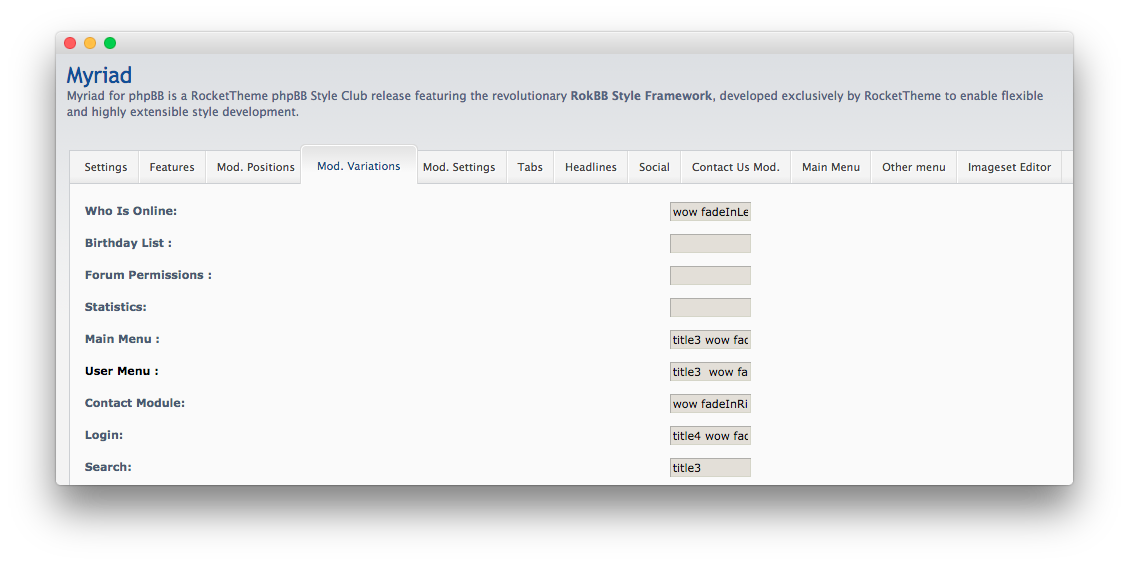 Myriad
Myriad for phpBB is a RocketTheme phpBB Style Club release featuring the revolutionary RokBB Style Framework, developed exclusively by RocketTheme to enable flexible
and highly extensible style development.
Settings Features Mod. Positions Mod. Variations Mod. Settings Tabs Headlines Social Contact Us Mod. Main Menu Other menu Imageset Editor
Who Is Online: wow fadeInLe
Birthday List :
Forum Permissions :
Statistics:
Main Menu : title3 wow fad
User Menu : title3  wow fa
Contact Module: wow fadeInRi
Login: title4 wow fad
Search: title3